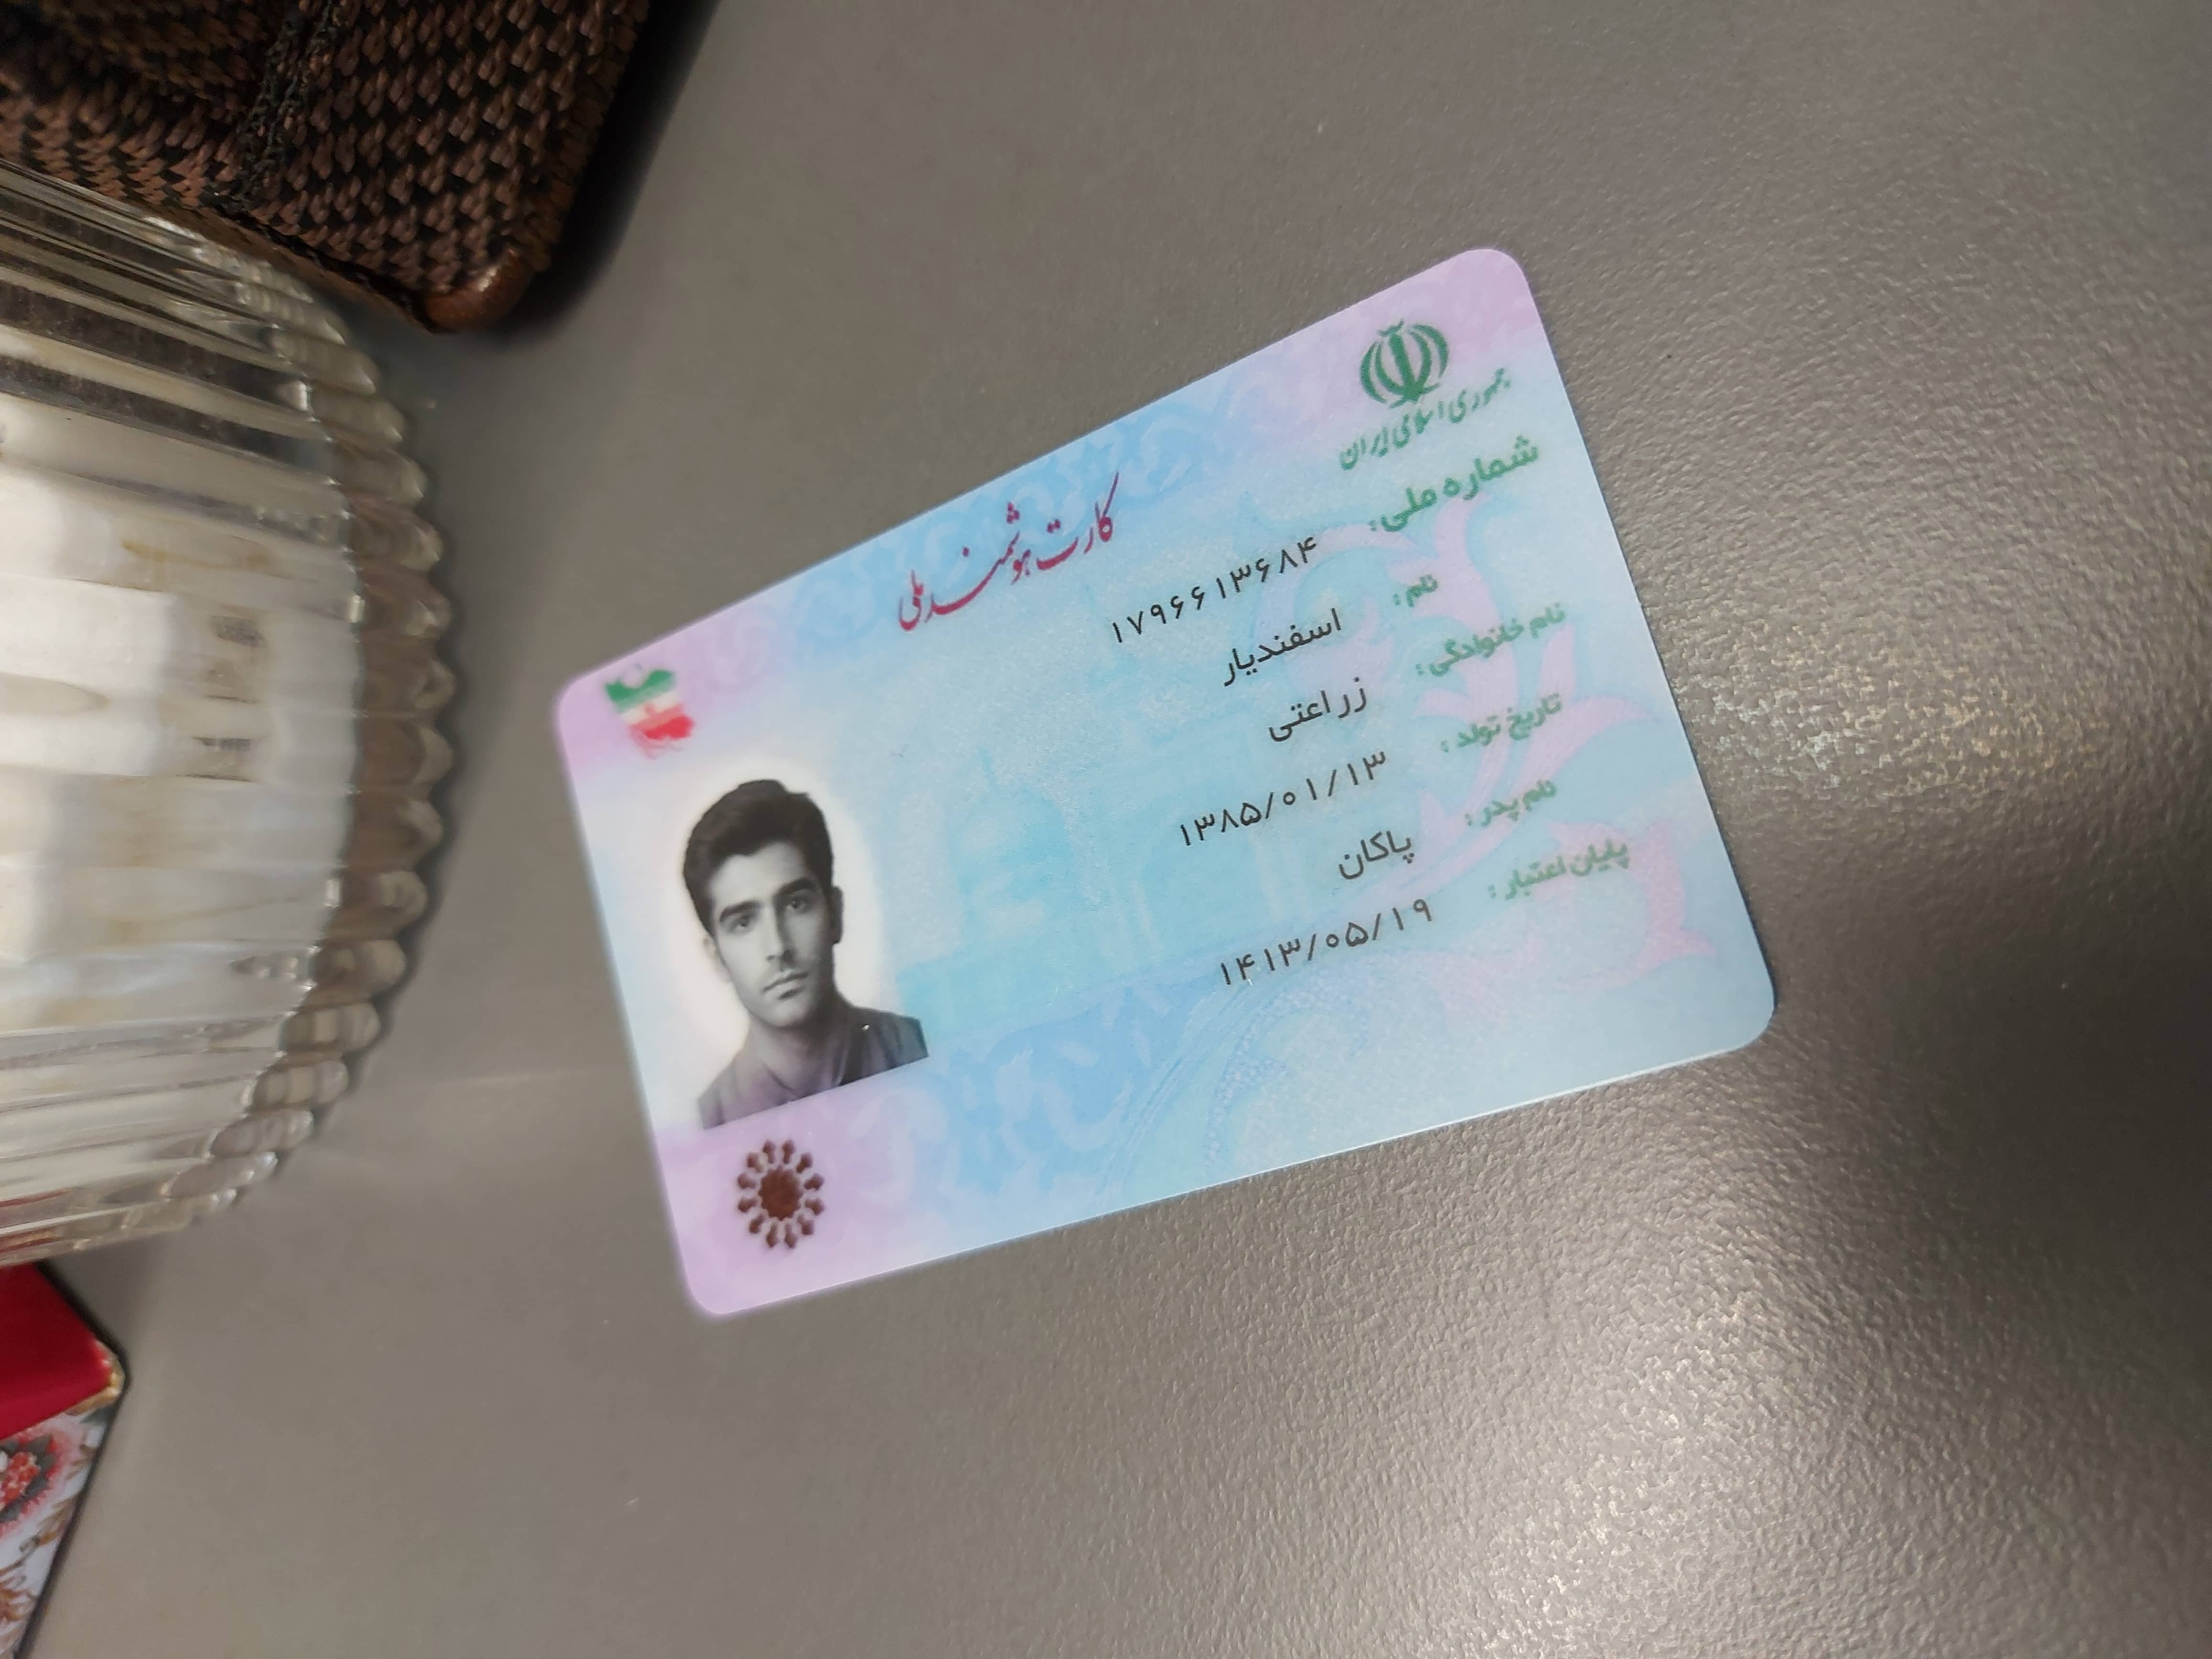 جمهوری اسلامی ایران
کارت هوشمند ملی
شماره ملی: ۱۷۹۶۶۱۳۶۸۴
نام: اسفندیار
نام خانوادگی: زراعتی
تاریخ تولد: ۱۳۸۵/۰۱/۱۳
نام پدر: پاکان
پایان اعتبار: ۱۴۱۳/۰۵/۱۹